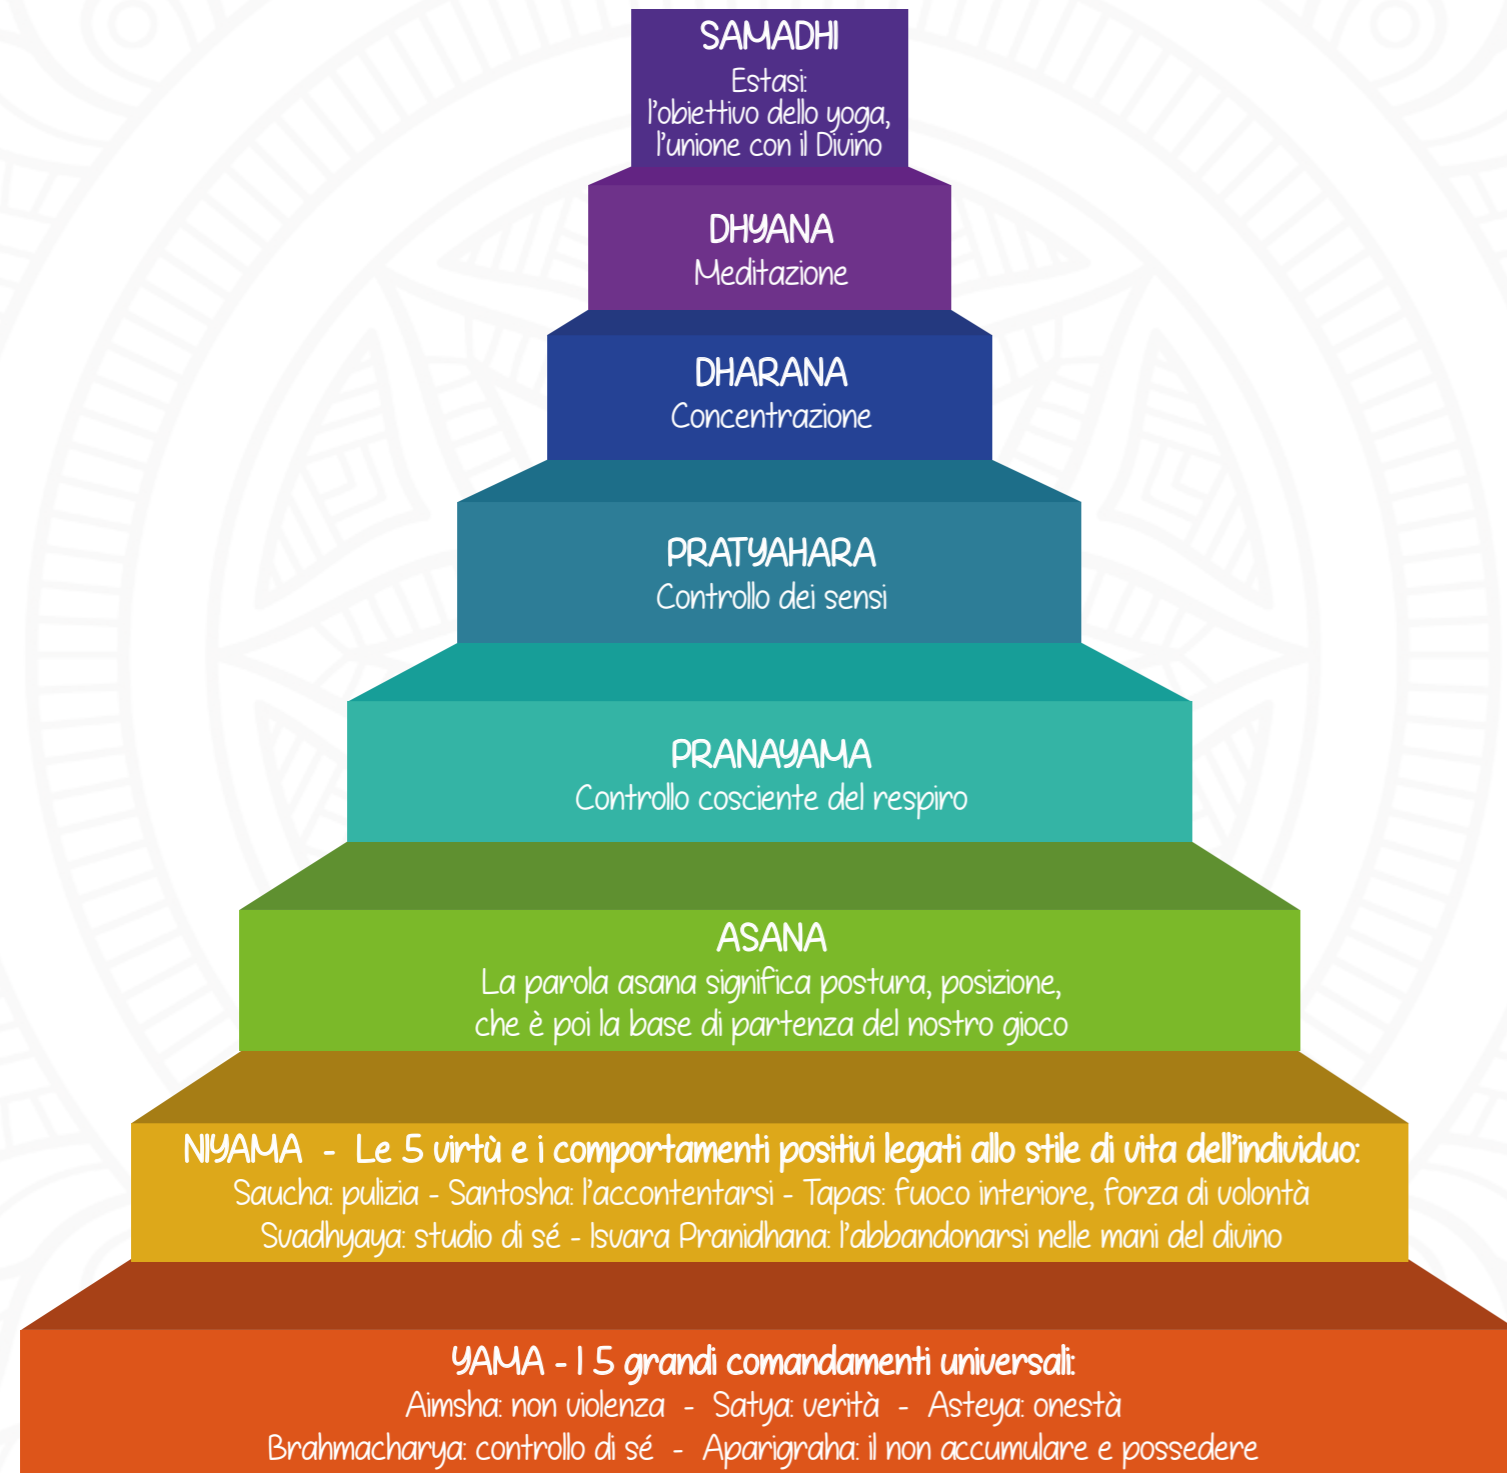 SAMADHI
Estasi:
l'obiettivo dello yoga,
l'unione con il Divino
DHYANA
Meditazione
DHARANA
Concentrazione
PRATYAHARA
Controllo dei sensi
PRANAYAMA
Controllo cosciente del respiro
ASANA
La parola asana significa postura, posizione,
che è poi la base di partenza del nostro gioco
NIYAMA - Le 5 virtù e i comportamenti positivi legati allo stile di vita dell'individuo:
Saucha: pulizia - Santosha: l'accontentarsi - Tapas: fuoco interiore, forza di volontà
Svadhyaya: studio di sé - Isvara Pranidhana: l'abbandonarsi nelle mani del divino
YAMA - I 5 grandi comandamenti universali:
Aimsha: non violenza - Satya: verità - Asteya: onestà
Brahmacharya: controllo di sé - Aparigraha: il non accumulare e possedere